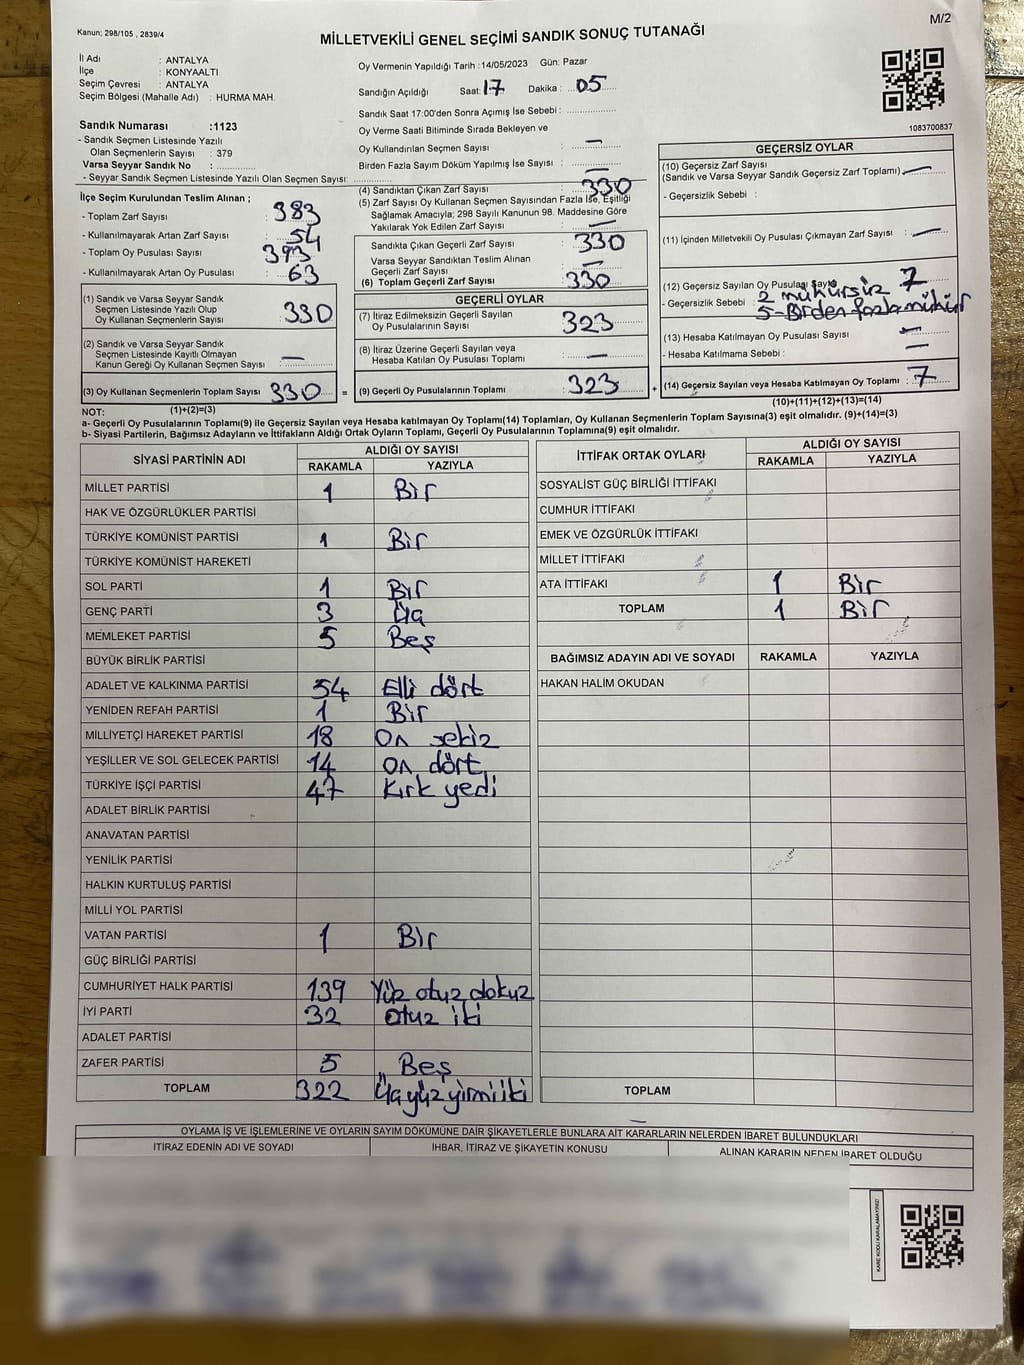 Kanun; 298/105 , 2839/4
M/2
MİLLETVEKİLİ GENEL SEÇİMİ SANDIK SONUÇ TUTANAĞI
İl Adı : ANTALYA
İlçe : KONYAALTI
Seçim Çevresi : ANTALYA
Seçim Bölgesi (Mahalle Adı) : HURMA MAH.
Oy Vermenin Yapıldığı Tarih :14/05/2023 Gün: Pazar
Sandığın Açıldığı Saat: 17 Dakika : 05
Sandık Saat 17:00'den Sonra Açılmış İse Sebebi :
Oy Verme Saati Bitiminde Sırada Bekleyen ve
Oy Kullandırılan Seçmen Sayısı : —
Birden Fazla Sayım Döküm Yapılmış İse Sayısı : —
1083700837
Sandık Numarası :1123
- Sandık Seçmen Listesinde Yazılı
Olan Seçmenlerin Sayısı : 379
Varsa Seyyar Sandık No :
- Seyyar Sandık Seçmen Listesinde Yazılı Olan Seçmen Sayısı:
İlçe Seçim Kurulundan Teslim Alınan ;
- Toplam Zarf Sayısı : 383
- Kullanılmayarak Artan Zarf Sayısı : 54
- Toplam Oy Pusulası Sayısı : 393
- Kullanılmayarak Artan Oy Pusulası : 63
(1) Sandık ve Varsa Seyyar Sandık
Seçmen Listesinde Yazılı Olup
Oy Kullanan Seçmenlerin Sayısı : 330
(2) Sandık ve Varsa Seyyar Sandık
Seçmen Listesinde Kayıtlı Olmayan
Kanun Gereği Oy Kullanan Seçmen Sayısı : —
(3) Oy Kullanan Seçmenlerin Toplam Sayısı : 330 =
(1)+(2)=(3)
(4) Sandıktan Çıkan Zarf Sayısı : 330
(5) Zarf Sayısı Oy Kullanan Seçmen Sayısından Fazla İse, Eşitliği
Sağlamak Amacıyla; 298 Sayılı Kanunun 98. Maddesine Göre
Yakılarak Yok Edilen Zarf Sayısı : —
Sandıkta Çıkan Geçerli Zarf Sayısı : 330
Varsa Seyyar Sandıktan Teslim Alınan
Geçerli Zarf Sayısı : —
(6) Toplam Geçerli Zarf Sayısı : 330
GEÇERLİ OYLAR
(7) İtiraz Edilmeksizin Geçerli Sayılan
Oy Pusulalarının Sayısı : 323
(8) İtiraz Üzerine Geçerli Sayılan veya
Hesaba Katılan Oy Pusulası Toplamı : —
(9) Geçerli Oy Pusulalarının Toplamı : 323 +
GEÇERSİZ OYLAR
(10) Geçersiz Zarf Sayısı
(Sandık ve Varsa Seyyar Sandık Geçersiz Zarf Toplamı) : —
- Geçersizlik Sebebi :
(11) İçinden Milletvekili Oy Pusulası Çıkmayan Zarf Sayısı : —
(12) Geçersiz Sayılan Oy Pusulası Sayısı : 7
- Geçersizlik Sebebi : 2 mühürsüz
5-Birden fazla mühür
(13) Hesaba Katılmayan Oy Pusulası Sayısı : —
- Hesaba Katılmama Sebebi : —
(14) Geçersiz Sayılan veya Hesaba Katılmayan Oy Toplamı : 7
(10)+(11)+(12)+(13)=(14)
NOT:
a- Geçerli Oy Pusulalarının Toplamı(9) ile Geçersiz Sayılan veya Hesaba katılmayan Oy Toplamı(14) Toplamları, Oy Kullanan Seçmenlerin Toplam Sayısına(3) eşit olmalıdır. (9)+(14)=(3)
b- Siyasi Partilerin, Bağımsız Adayların ve İttifakların Aldığı Ortak Oyların Toplamı, Geçerli Oy Pusulalarının Toplamına(9) eşit olmalıdır.
SİYASİ PARTİNİN ADI ALDIĞI OY SAYISI
RAKAMLA YAZIYLA
MİLLET PARTİSİ 1 Bir
HAK VE ÖZGÜRLÜKLER PARTİSİ
TÜRKİYE KOMÜNİST PARTİSİ 1 Bir
TÜRKİYE KOMÜNİST HAREKETİ
SOL PARTİ 1 Bir
GENÇ PARTİ 3 Üç
MEMLEKET PARTİSİ 5 Beş
BÜYÜK BİRLİK PARTİSİ
ADALET VE KALKINMA PARTİSİ 54 Elli dört
YENİDEN REFAH PARTİSİ 1 Bir
MİLLİYETÇİ HAREKET PARTİSİ 18 On sekiz
YEŞİLLER VE SOL GELECEK PARTİSİ 14 On dört
TÜRKİYE İŞÇİ PARTİSİ 47 Kırk yedi
ADALET BİRLİK PARTİSİ
ANAVATAN PARTİSİ
YENİLİK PARTİSİ
HALKIN KURTULUŞ PARTİSİ
MİLLİ YOL PARTİSİ
VATAN PARTİSİ 1 Bir
GÜÇ BİRLİĞİ PARTİSİ
CUMHURİYET HALK PARTİSİ 139 Yüz otuz dokuz
İYİ PARTİ 32 otuz iki
ADALET PARTİSİ
ZAFER PARTİSİ 5 Beş
TOPLAM 322 Üç yüz yirmi iki
İTTİFAK ORTAK OYLARI ALDIĞI OY SAYISI
RAKAMLA YAZIYLA
SOSYALİST GÜÇ BİRLİĞİ İTTİFAKI
CUMHUR İTTİFAKI
EMEK VE ÖZGÜRLÜK İTTİFAKI
MİLLET İTTİFAKI
ATA İTTİFAKI 1 Bir
TOPLAM 1 Bir
BAĞIMSIZ ADAYIN ADI VE SOYADI RAKAMLA YAZIYLA
HAKAN HALIM OKUDAN
TOPLAM
OYLAMA İŞ VE İŞLEMLERİNE VE OYLARIN SAYIM DÖKÜMÜNE DAİR ŞİKAYETLERLE BUNLARA AİT KARARLARIN NELERDEN İBARET BULUNDUKLARI
İTİRAZ EDENİN ADI VE SOYADI İHBAR, İTİRAZ VE ŞİKAYETİN KONUSU ALINAN KARARIN NEDEN İBARET OLDUĞU
KARE KODU KARALAMAYINIZ!